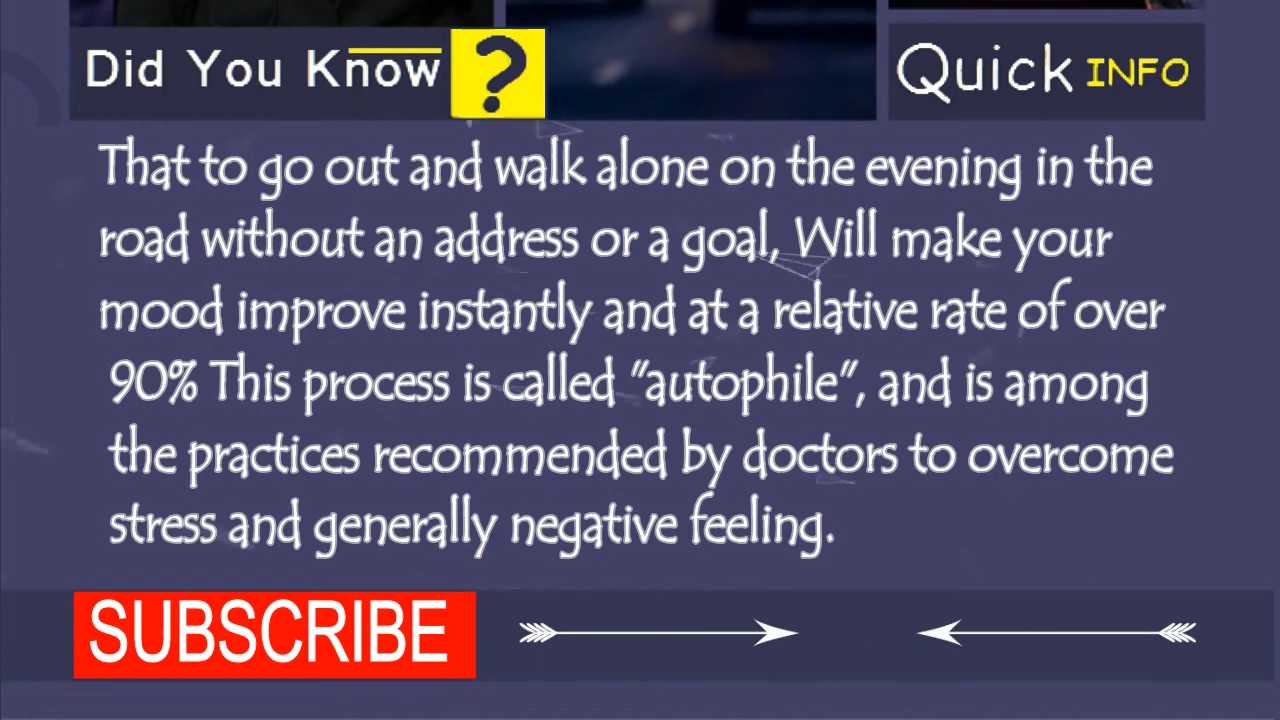 Did You Know ?
Quick INFO
That to go out and walk alone on the evening in the
road without an address or a goal, Will make your
mood improve instantly and at a relative rate of over
90% This process is called "autophile", and is among
the practices recommended by doctors to overcome
stress and generally negative feeling.
SUBSCRIBE